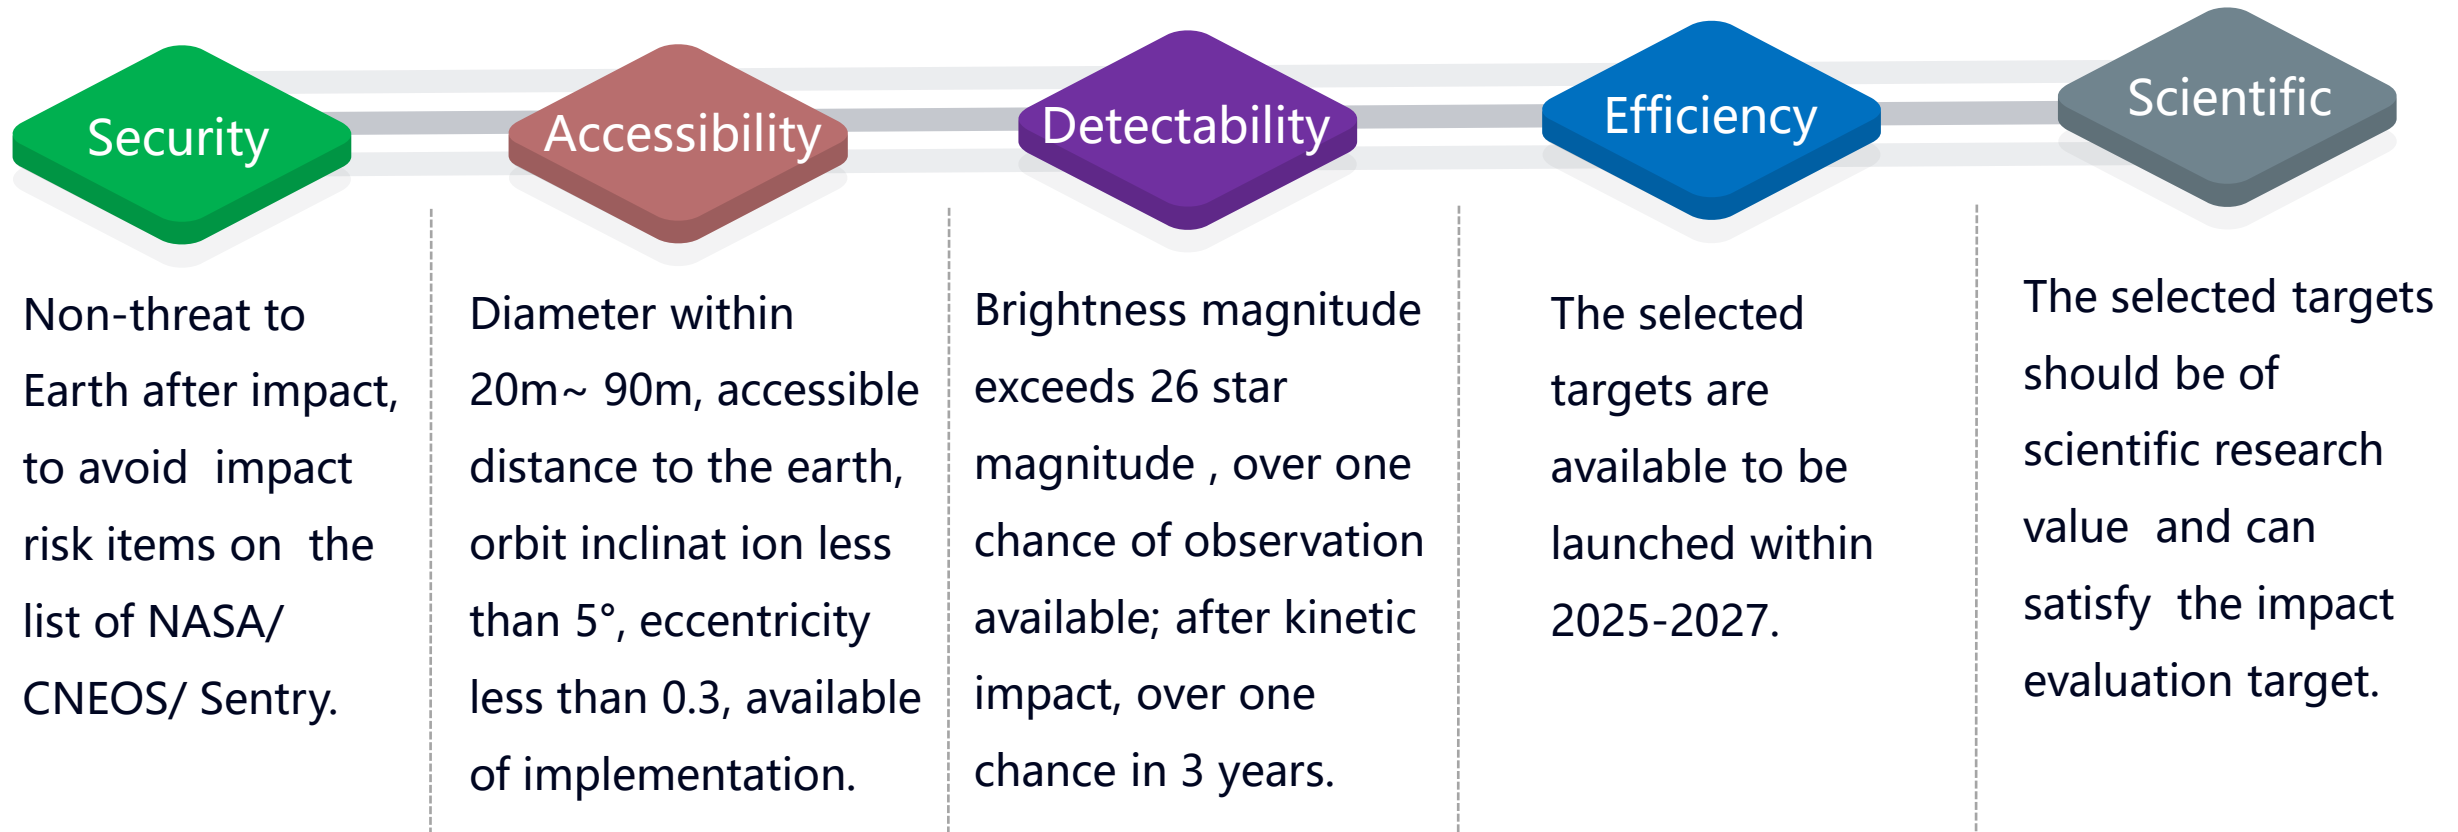 Security
Accessibility
Detectability
Efficiency
Scientific
Non-threat to
Earth after impact,
to avoid  impact
risk items on  the
list of NASA/
CNEOS/ Sentry.
Diameter within
20m~ 90m, accessible
distance to the earth,
orbit inclinat ion less
than 5°, eccentricity
less than 0.3, available
of implementation.
Brightness magnitude
exceeds 26 star
magnitude , over one
chance of observation
available; after kinetic
impact, over one
chance in 3 years.
The selected
targets are
available to be
launched within
2025-2027.
The selected targets
should be of
scientific research
value  and can
satisfy  the impact
evaluation target.